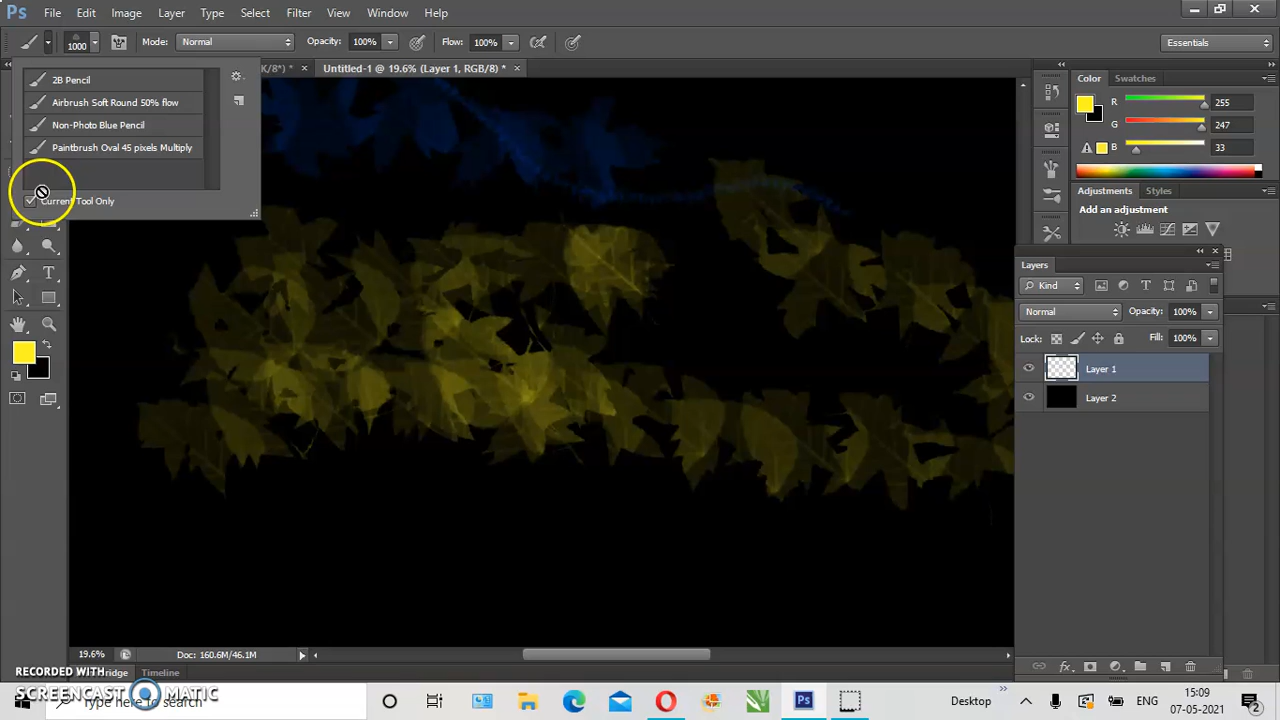 Ps File Edit Image Layer Type Select Filter View Window Help
1000 Mode: Normal Opacity: 100% Flow: 100% Essentials
K/8*) * × Untitled-1 @ 19.6% (Layer 1, RGB/8) * ×
Color Swatches
2B Pencil
Airbrush Soft Round 50% flow
Non-Photo Blue Pencil
Paintbrush Oval 45 pixels Multiply
Current Tool Only
R 255
G 247
B 33
Adjustments Styles
Add an adjustment
Layers
Kind
Normal Opacity: 100%
Lock: Fill: 100%
Layer 1
Layer 2
T
19.6% Doc: 160.6M/46.1M
Bridge Timeline
RECORDED WITH
SCREENCAST MATIC
Type here to search
Desktop » ENG 15:09
07-05-2021
2